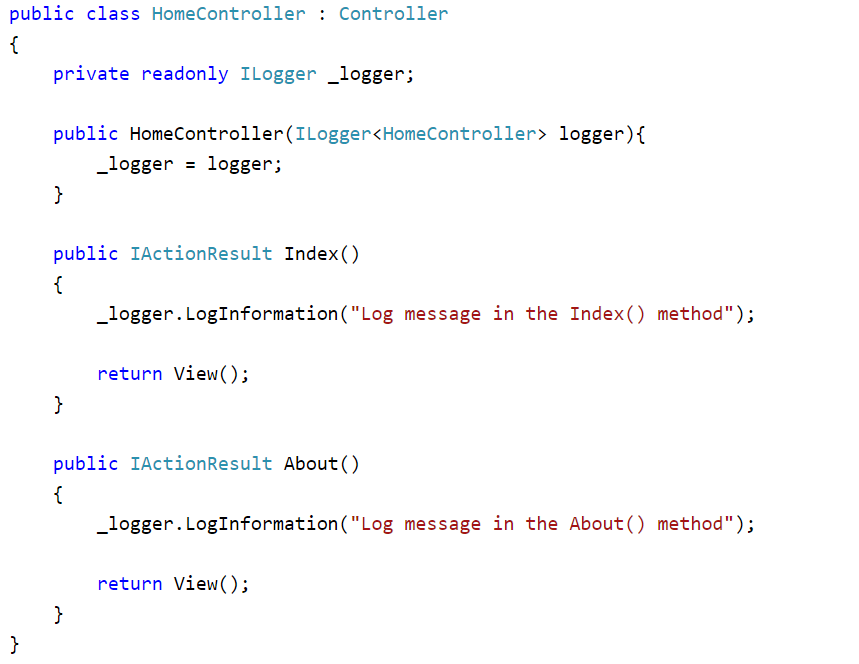 public class HomeController : Controller
{
    private readonly ILogger _logger;

    public HomeController(ILogger<HomeController> logger){
        _logger = logger;
    }

    public IActionResult Index()
    {
        _logger.LogInformation("Log message in the Index() method");

        return View();
    }

    public IActionResult About()
    {
        _logger.LogInformation("Log message in the About() method");

        return View();
    }
}